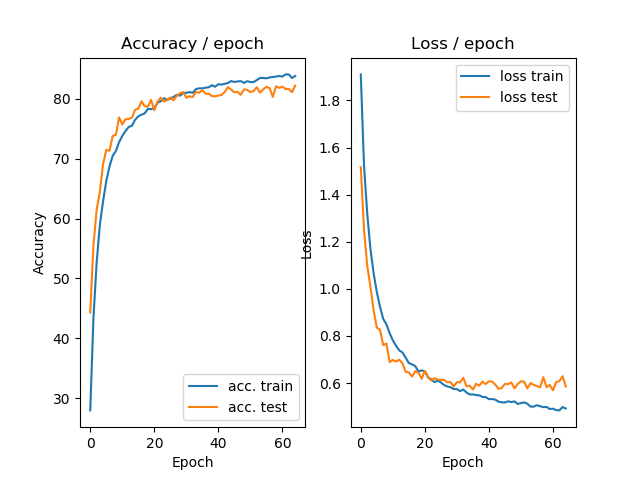 Accuracy / epoch
Accuracy
80
70
60
50
40
30
acc. train
acc. test
0
20
40
60
Epoch
Loss / epoch
Loss
1.8
1.6
1.4
1.2
1.0
0.8
0.6
loss train
loss test
0
20
40
60
Epoch